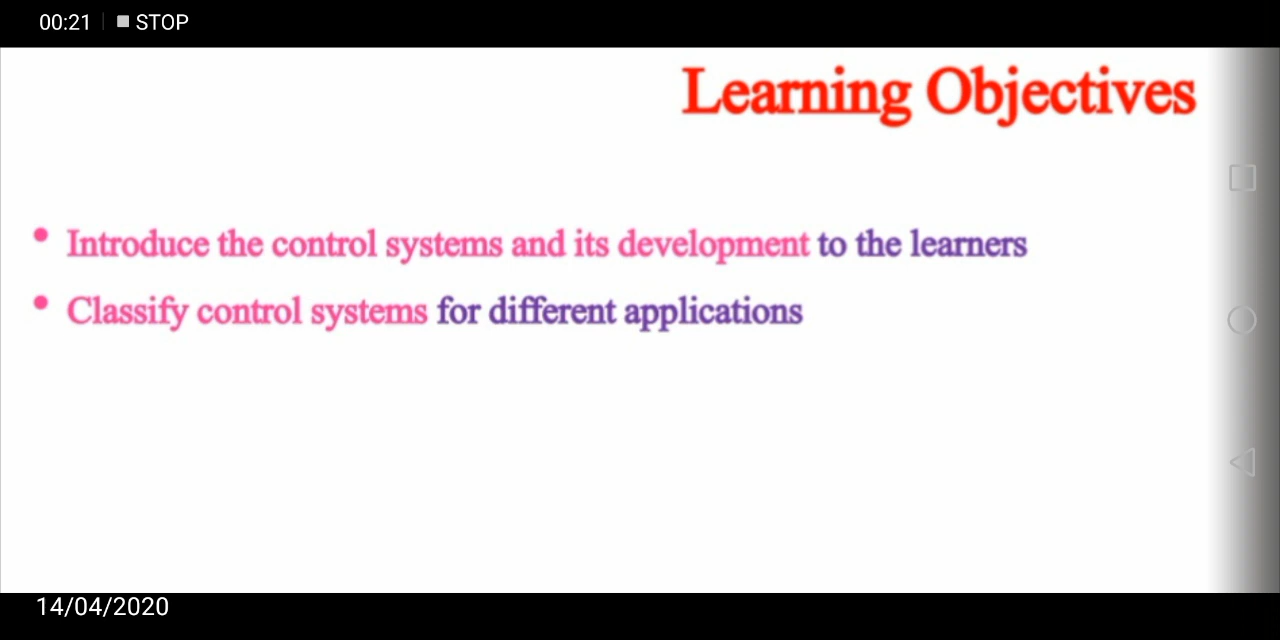 00:21 STOP
Learning Objectives
• Introduce the control systems and its development to the learners
• Classify control systems for different applications
14/04/2020